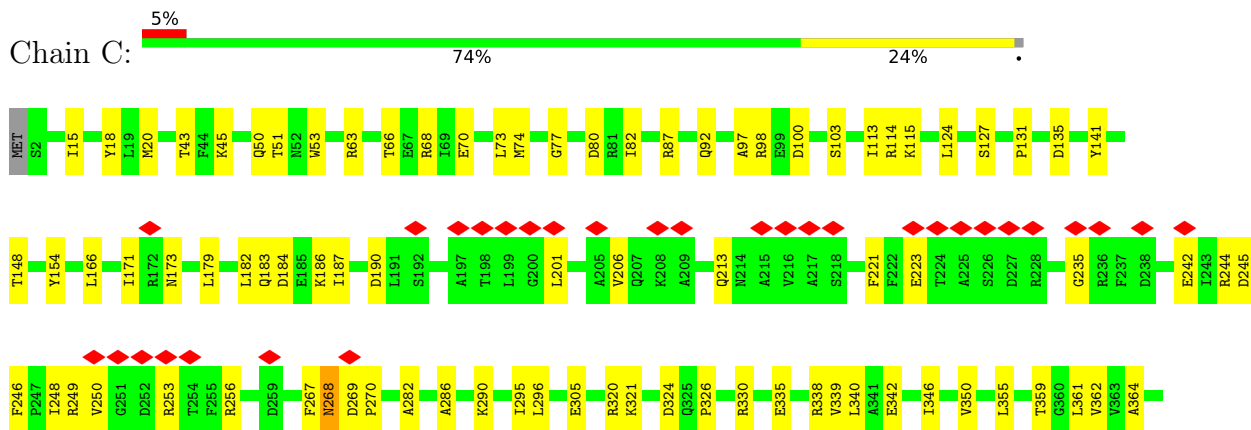 5%
Chain C:
74% 24% •
MET S2 I15 Y18 L19 M20 T43 F44 K45 Q50 T51 N52 W53 R63 T66 E67 R68 I69 E70 L73 M74 G77 D80 R81 I82 R87 Q92 A97 R98 E99 D100 S103 I113 R114 K115 L124 S127 P131 D135 Y141
T148 Y154 L166 I171 R172 N173 L179 L182 Q183 D184 E185 K186 I187 D190 L191 S192 A197 T198 L199 G200 L201 A205 V206 Q207 K208 A209 Q213 N214 A215 V216 A217 S218 F221 F222 E223 T224 A225 S226 D227 R228 G235 R236 F237 D238 E242 I243 R244 D245
F246 P247 I248 R249 V250 G251 D252 R253 T254 F255 R256 D259 F267 N268 D269 P270 A282 A286 K290 I295 L296 E305 R320 K321 D324 Q325 P326 R330 E335 R338 V339 L340 A341 E342 I346 V350 L355 T359 G360 L361 V362 V363 A364